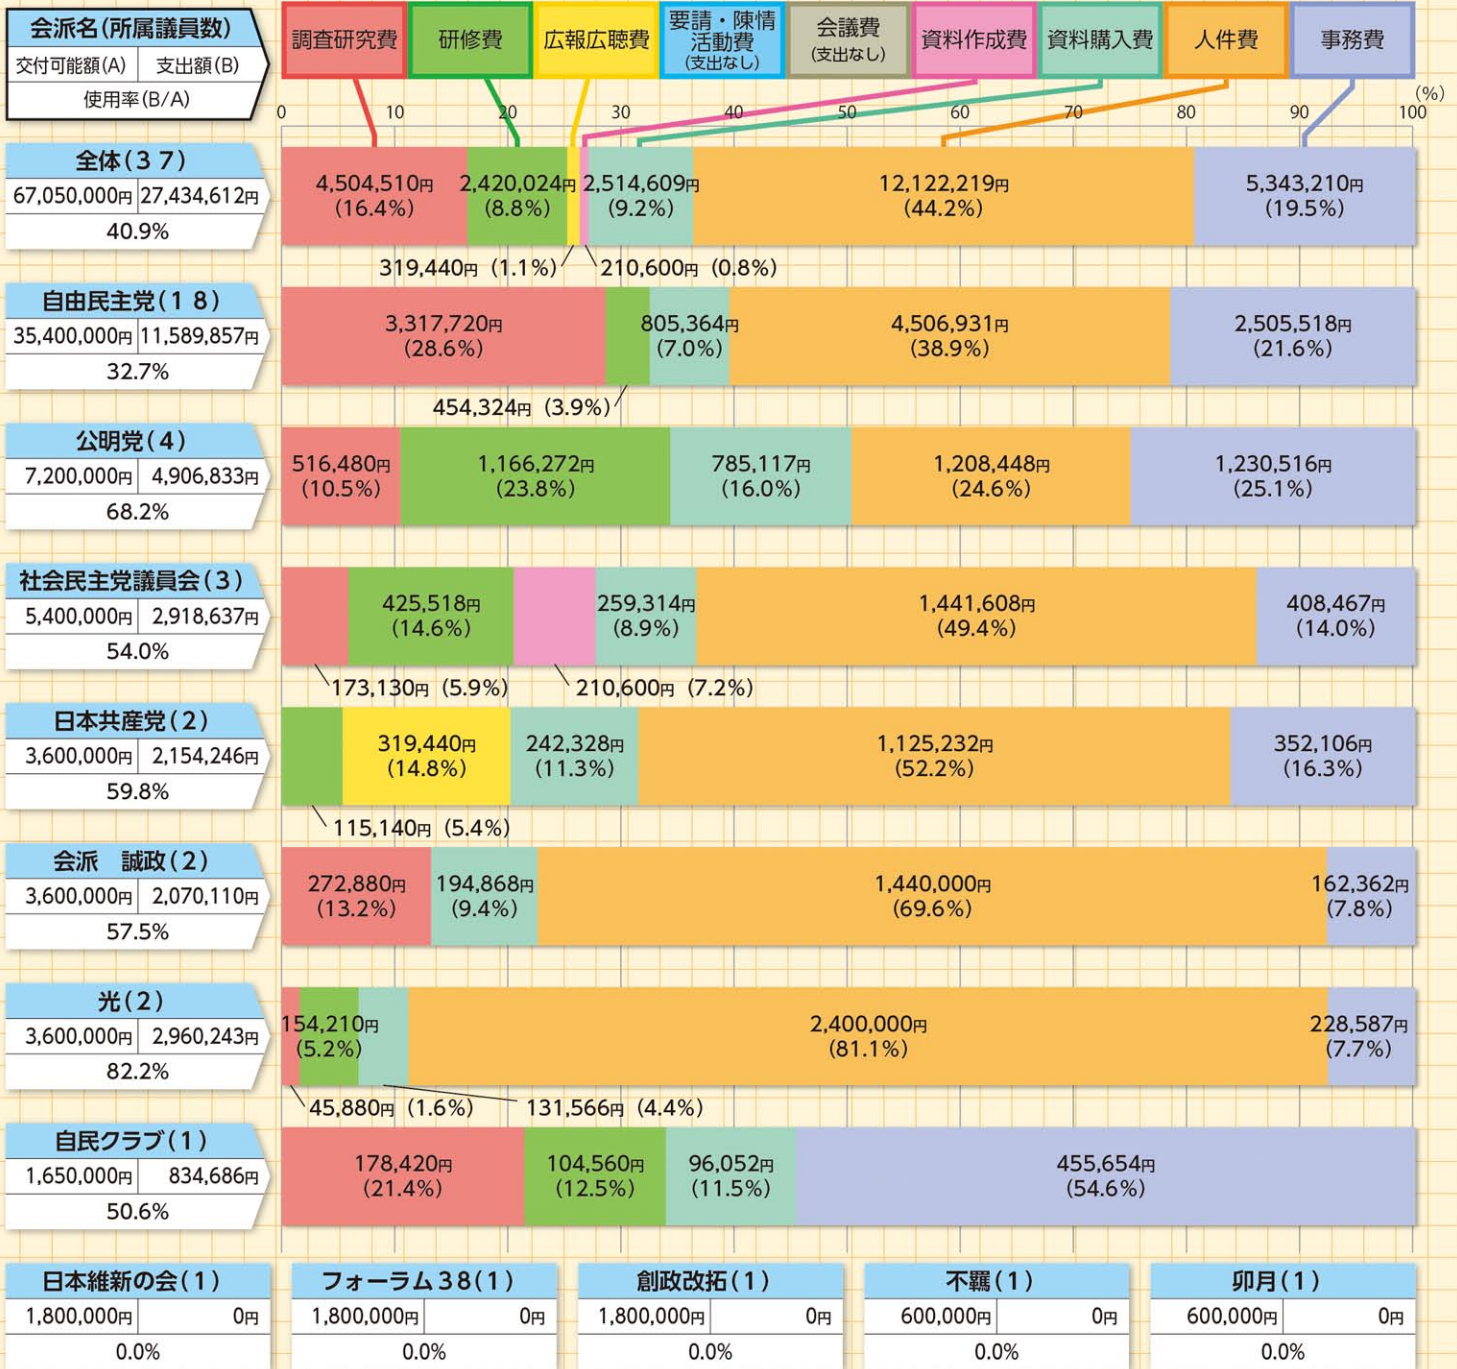 会派名(所属議員数)
交付可能額(A) 支出額(B)
使用率(B/A)
調査研究費
研修費
広報広聴費
要請・陳情
活動費
(支出なし)
会議費
(支出なし)
資料作成費
資料購入費
人件費
事務費
0 10 20 30 40 50 60 70 80 90 100 (%)
全体(37)
67,050,000円 27,434,612円
40.9%
4,504,510円 2,420,024円 2,514,609円 12,122,219円 5,343,210円
(16.4%) (8.8%) (9.2%) (44.2%) (19.5%)
319,440円 (1.1%) 210,600円 (0.8%)
自由民主党(18)
35,400,000円 11,589,857円
32.7%
3,317,720円 805,364円 4,506,931円 2,505,518円
(28.6%) (7.0%) (38.9%) (21.6%)
454,324円 (3.9%)
公明党(4)
7,200,000円 4,906,833円
68.2%
516,480円 1,166,272円 785,117円 1,208,448円 1,230,516円
(10.5%) (23.8%) (16.0%) (24.6%) (25.1%)
社会民主党議員会(3)
5,400,000円 2,918,637円
54.0%
425,518円 259,314円 1,441,608円 408,467円
(14.6%) (8.9%) (49.4%) (14.0%)
173,130円 (5.9%) 210,600円 (7.2%)
日本共産党(2)
3,600,000円 2,154,246円
59.8%
319,440円 242,328円 1,125,232円 352,106円
(14.8%) (11.3%) (52.2%) (16.3%)
115,140円 (5.4%)
会派 誠政(2)
3,600,000円 2,070,110円
57.5%
272,880円 194,868円 1,440,000円 162,362円
(13.2%) (9.4%) (69.6%) (7.8%)
光(2)
3,600,000円 2,960,243円
82.2%
154,210円 2,400,000円 228,587円
(5.2%) (81.1%) (7.7%)
45,880円 (1.6%) 131,566円 (4.4%)
自民クラブ(1)
1,650,000円 834,686円
50.6%
178,420円 104,560円 96,052円 455,654円
(21.4%) (12.5%) (11.5%) (54.6%)
日本維新の会(1)
1,800,000円 0円
0.0%
フォーラム38(1)
1,800,000円 0円
0.0%
創政改拓(1)
1,800,000円 0円
0.0%
不羈(1)
600,000円 0円
0.0%
卯月(1)
600,000円 0円
0.0%